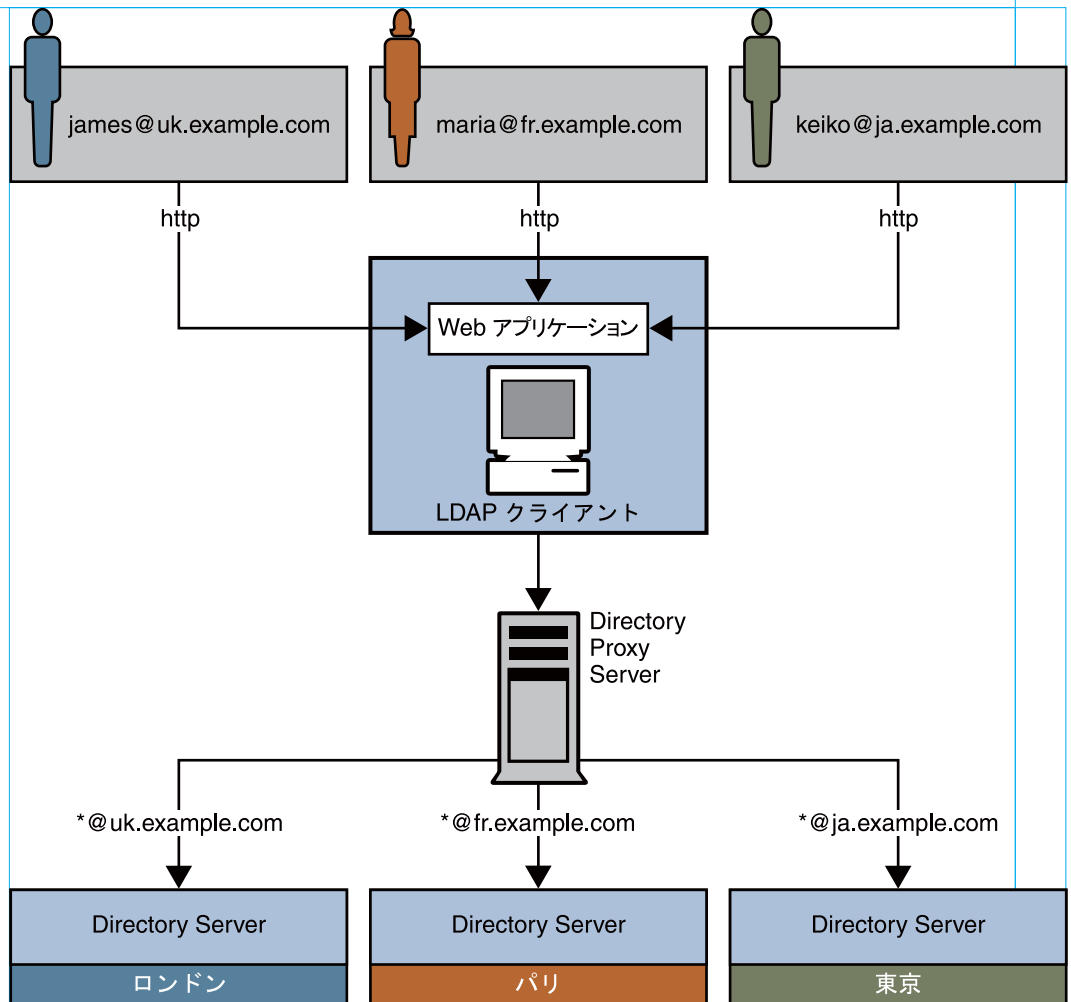 james@uk.example.com
maria@fr.example.com
keiko@ja.example.com
http
http
http
Web アプリケーション
LDAP クライアント
Directory
Proxy
Server
*@uk.example.com
*@fr.example.com
*@ja.example.com
Directory Server
Directory Server
Directory Server
ロンドン
パリ
東京